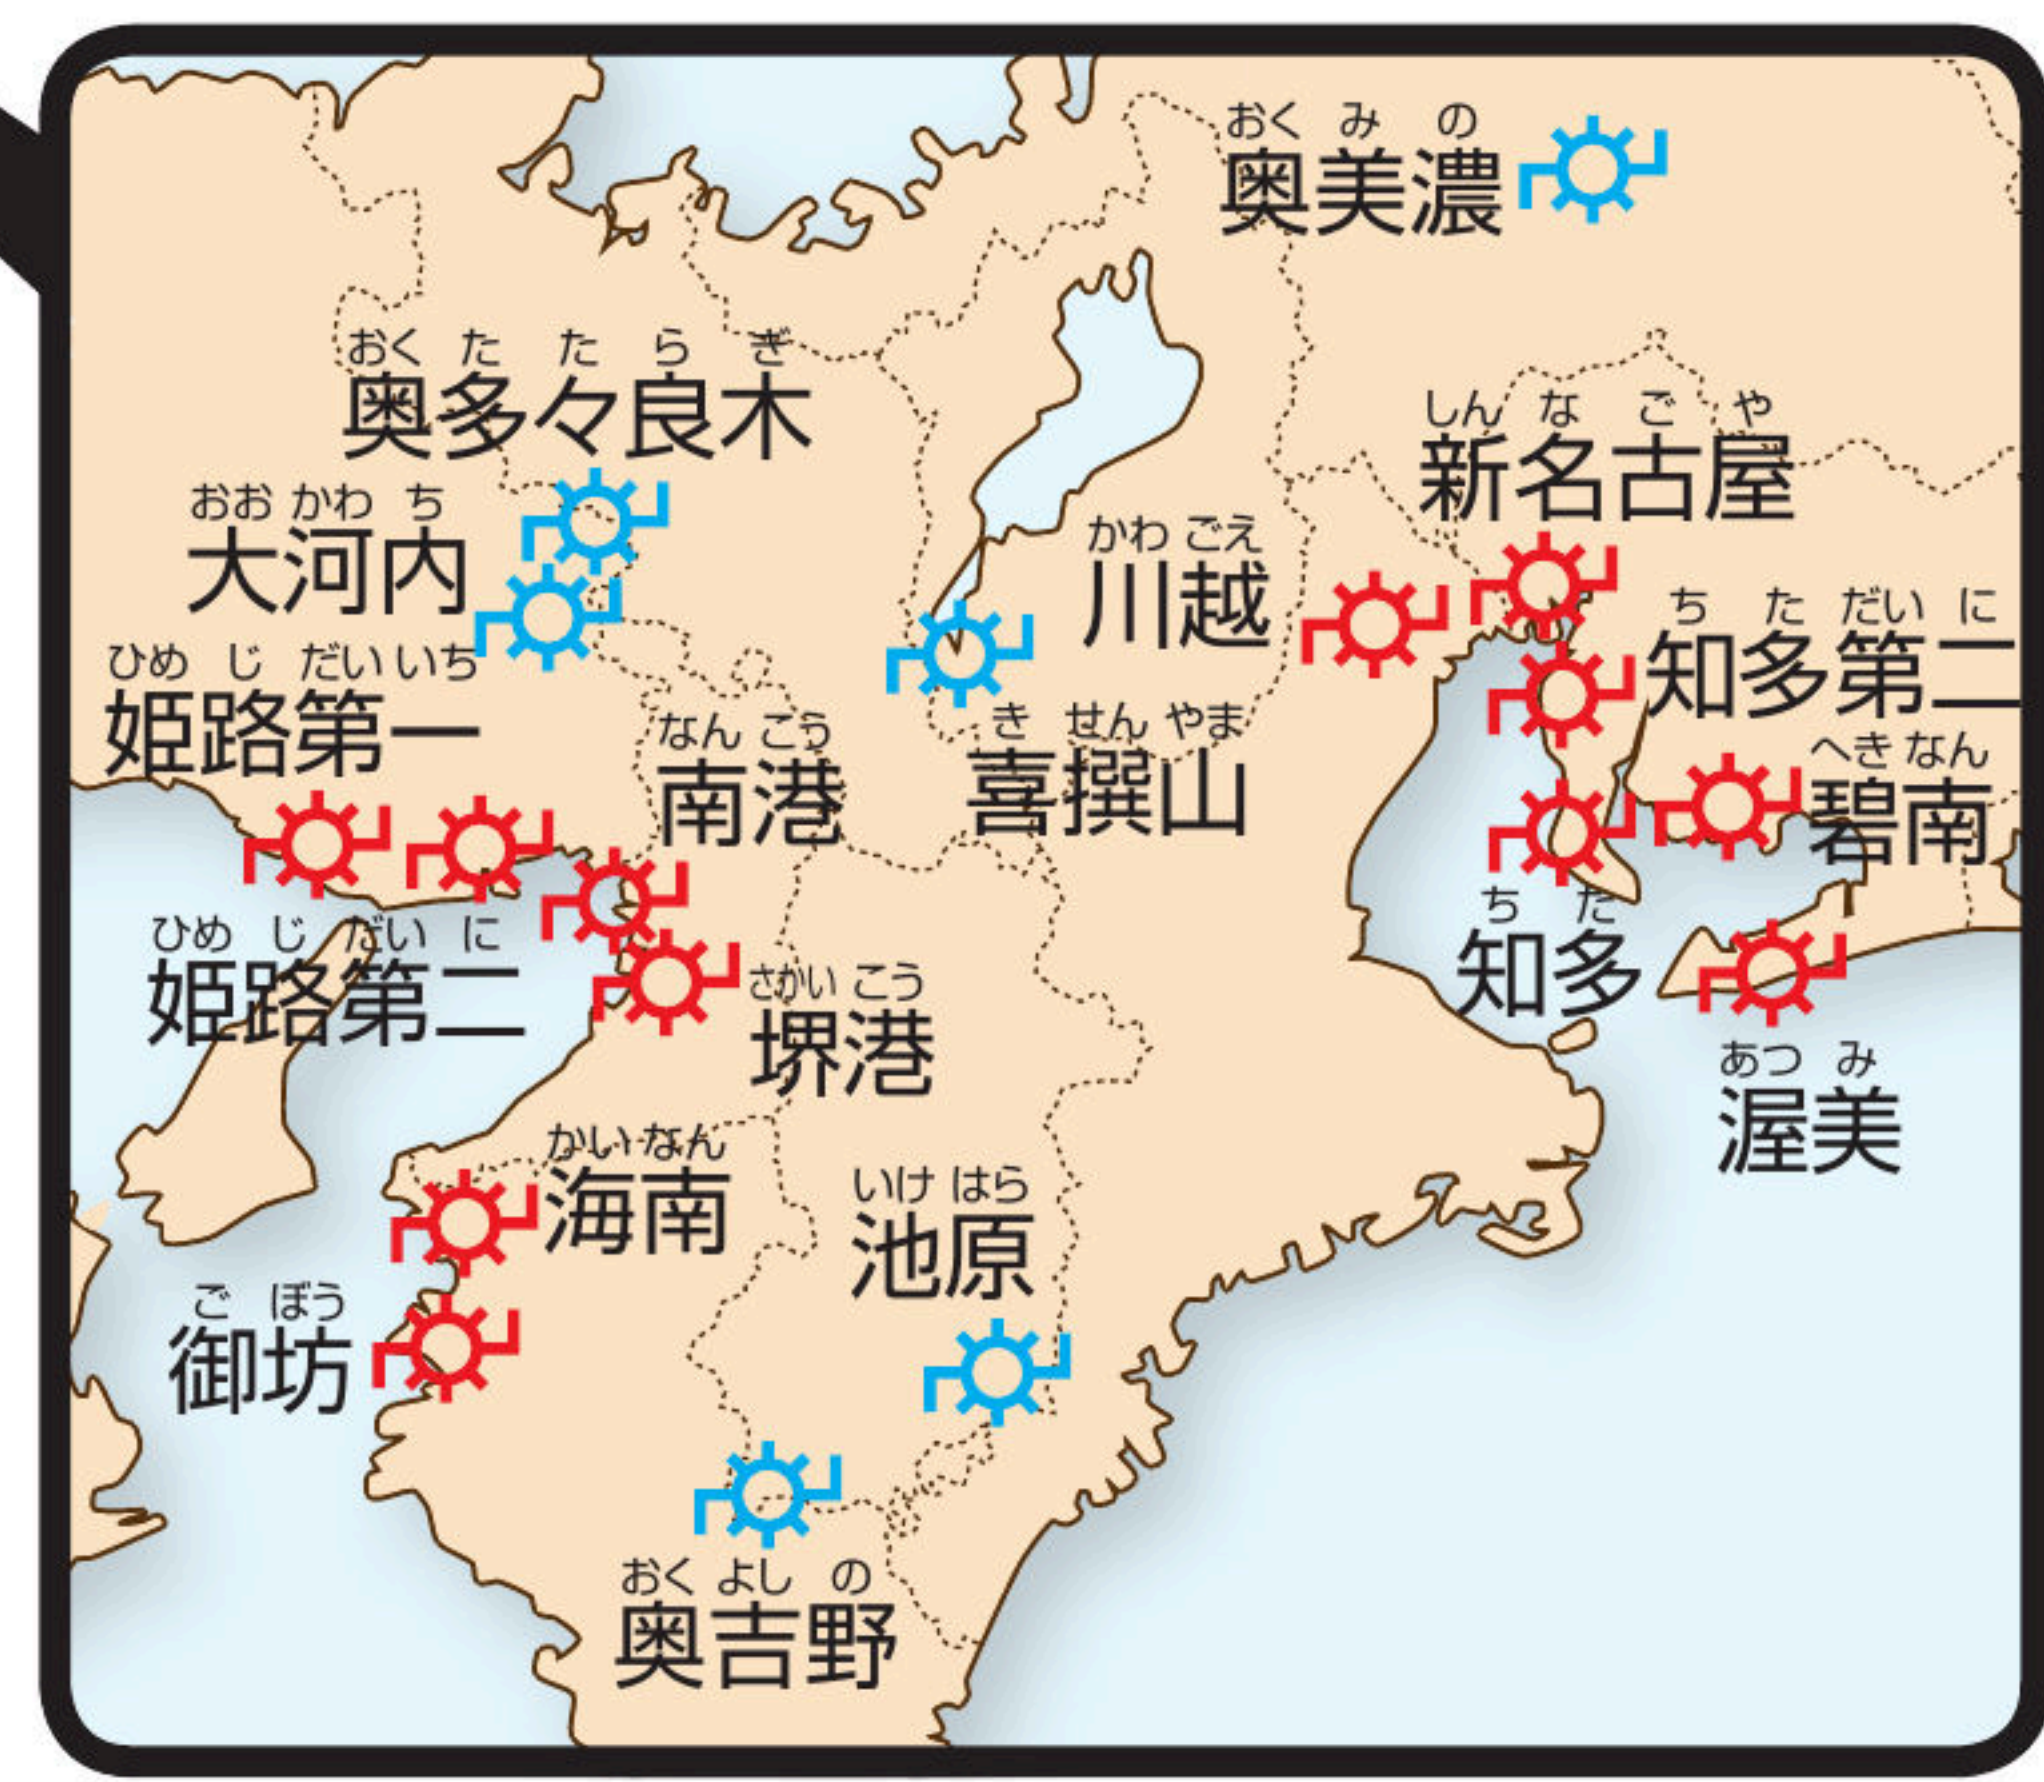 おくみの
奥美濃
おくたたらぎ
奥多々良木
しんなごや
新名古屋
おおかわち
大河内
かわごえ
川越
ちただいに
知多第二
ひめじだいいち
姫路第一
なんこう
南港
きせんやま
喜撰山
へきなん
碧南
ひめじだいに
姫路第二
ちた
知多
さかいこう
堺港
あつみ
渥美
かいなん
海南
いけはら
池原
ごぼう
御坊
おくよしの
奥吉野